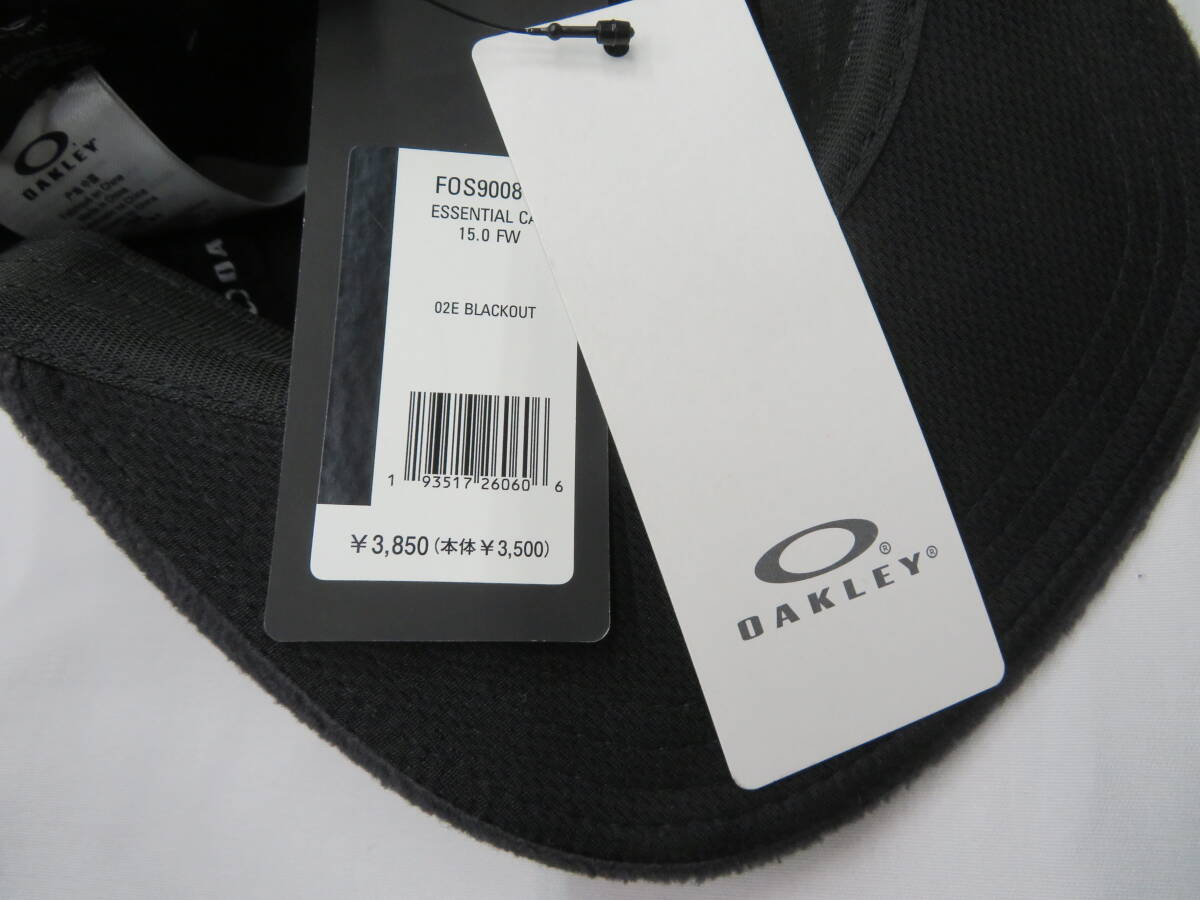 OAKLEY
FOS9008
ESSENTIAL
15.0 FW
02E BLACKOUT
1 93517 26060 6
¥3,850(本体¥3,500)
OAKLEY